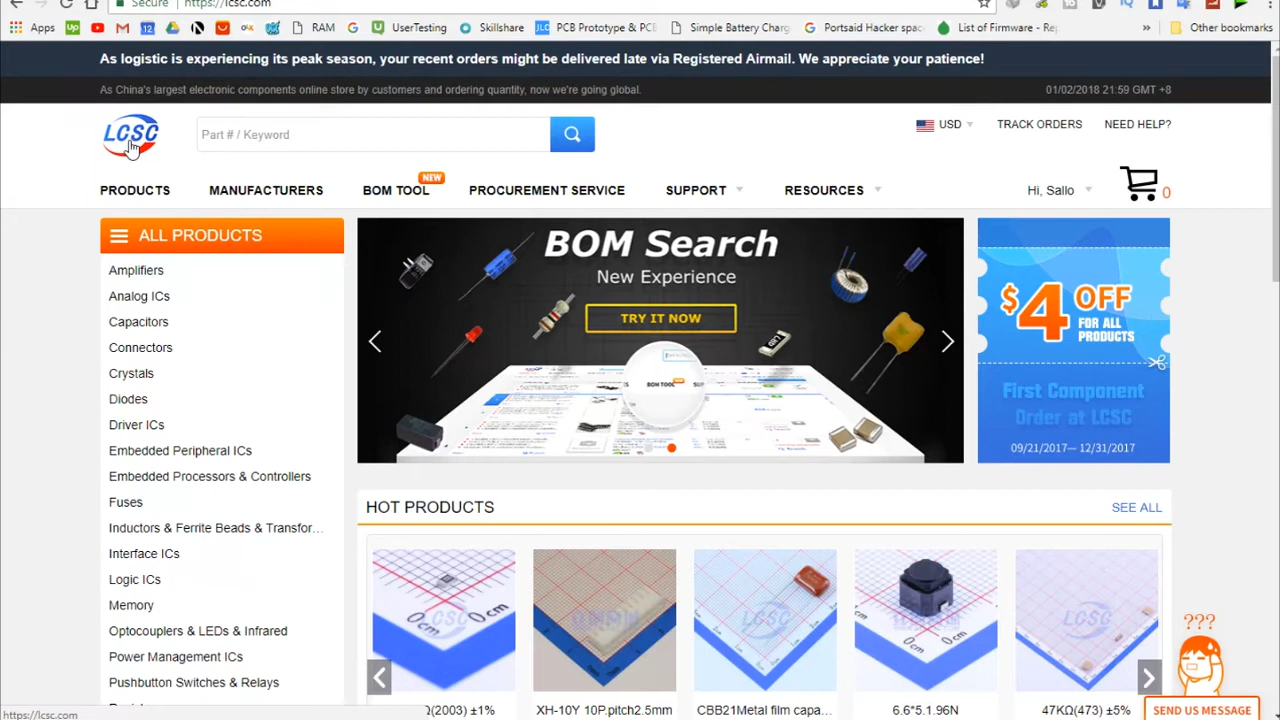 Secure https://lcsc.com
Apps Up RAM UserTesting Skillshare JLC PCB Prototype & PCB Simple Battery Charg Portsaid Hacker spac List of Firmware - Rep » Other bookmarks
As logistic is experiencing its peak season, your recent orders might be delivered late via Registered Airmail. We appreciate your patience!
As China's largest electronic components online store by customers and ordering quantity, now we're going global. 01/02/2018 21:59 GMT +8
LCSC Part # / Keyword USD TRACK ORDERS NEED HELP?
NEW
PRODUCTS MANUFACTURERS BOM TOOL PROCUREMENT SERVICE SUPPORT RESOURCES Hi, Sallo 0
ALL PRODUCTS
Amplifiers
Analog ICs
Capacitors
Connectors
Crystals
Diodes
Driver ICs
Embedded Peripheral ICs
Embedded Processors & Controllers
Fuses
Inductors & Ferrite Beads & Transfor...
Interface ICs
Logic ICs
Memory
Optocouplers & LEDs & Infrared
Power Management ICs
Pushbutton Switches & Relays
BOM Search
New Experience
TRY IT NOW
BOM TOOL
$4 OFF
FOR ALL
PRODUCTS
First Component
Order at LCSC
09/21/2017— 12/31/2017
HOT PRODUCTS SEE ALL
0cm 0cm
LCSC
(2003) ±1% XH-10Y 10P.pitch2.5mm CBB21Metal film capa... 6.6*5.1.96N 47KΩ(473) ±5%
???
SEND US MESSAGE
https://lcsc.com